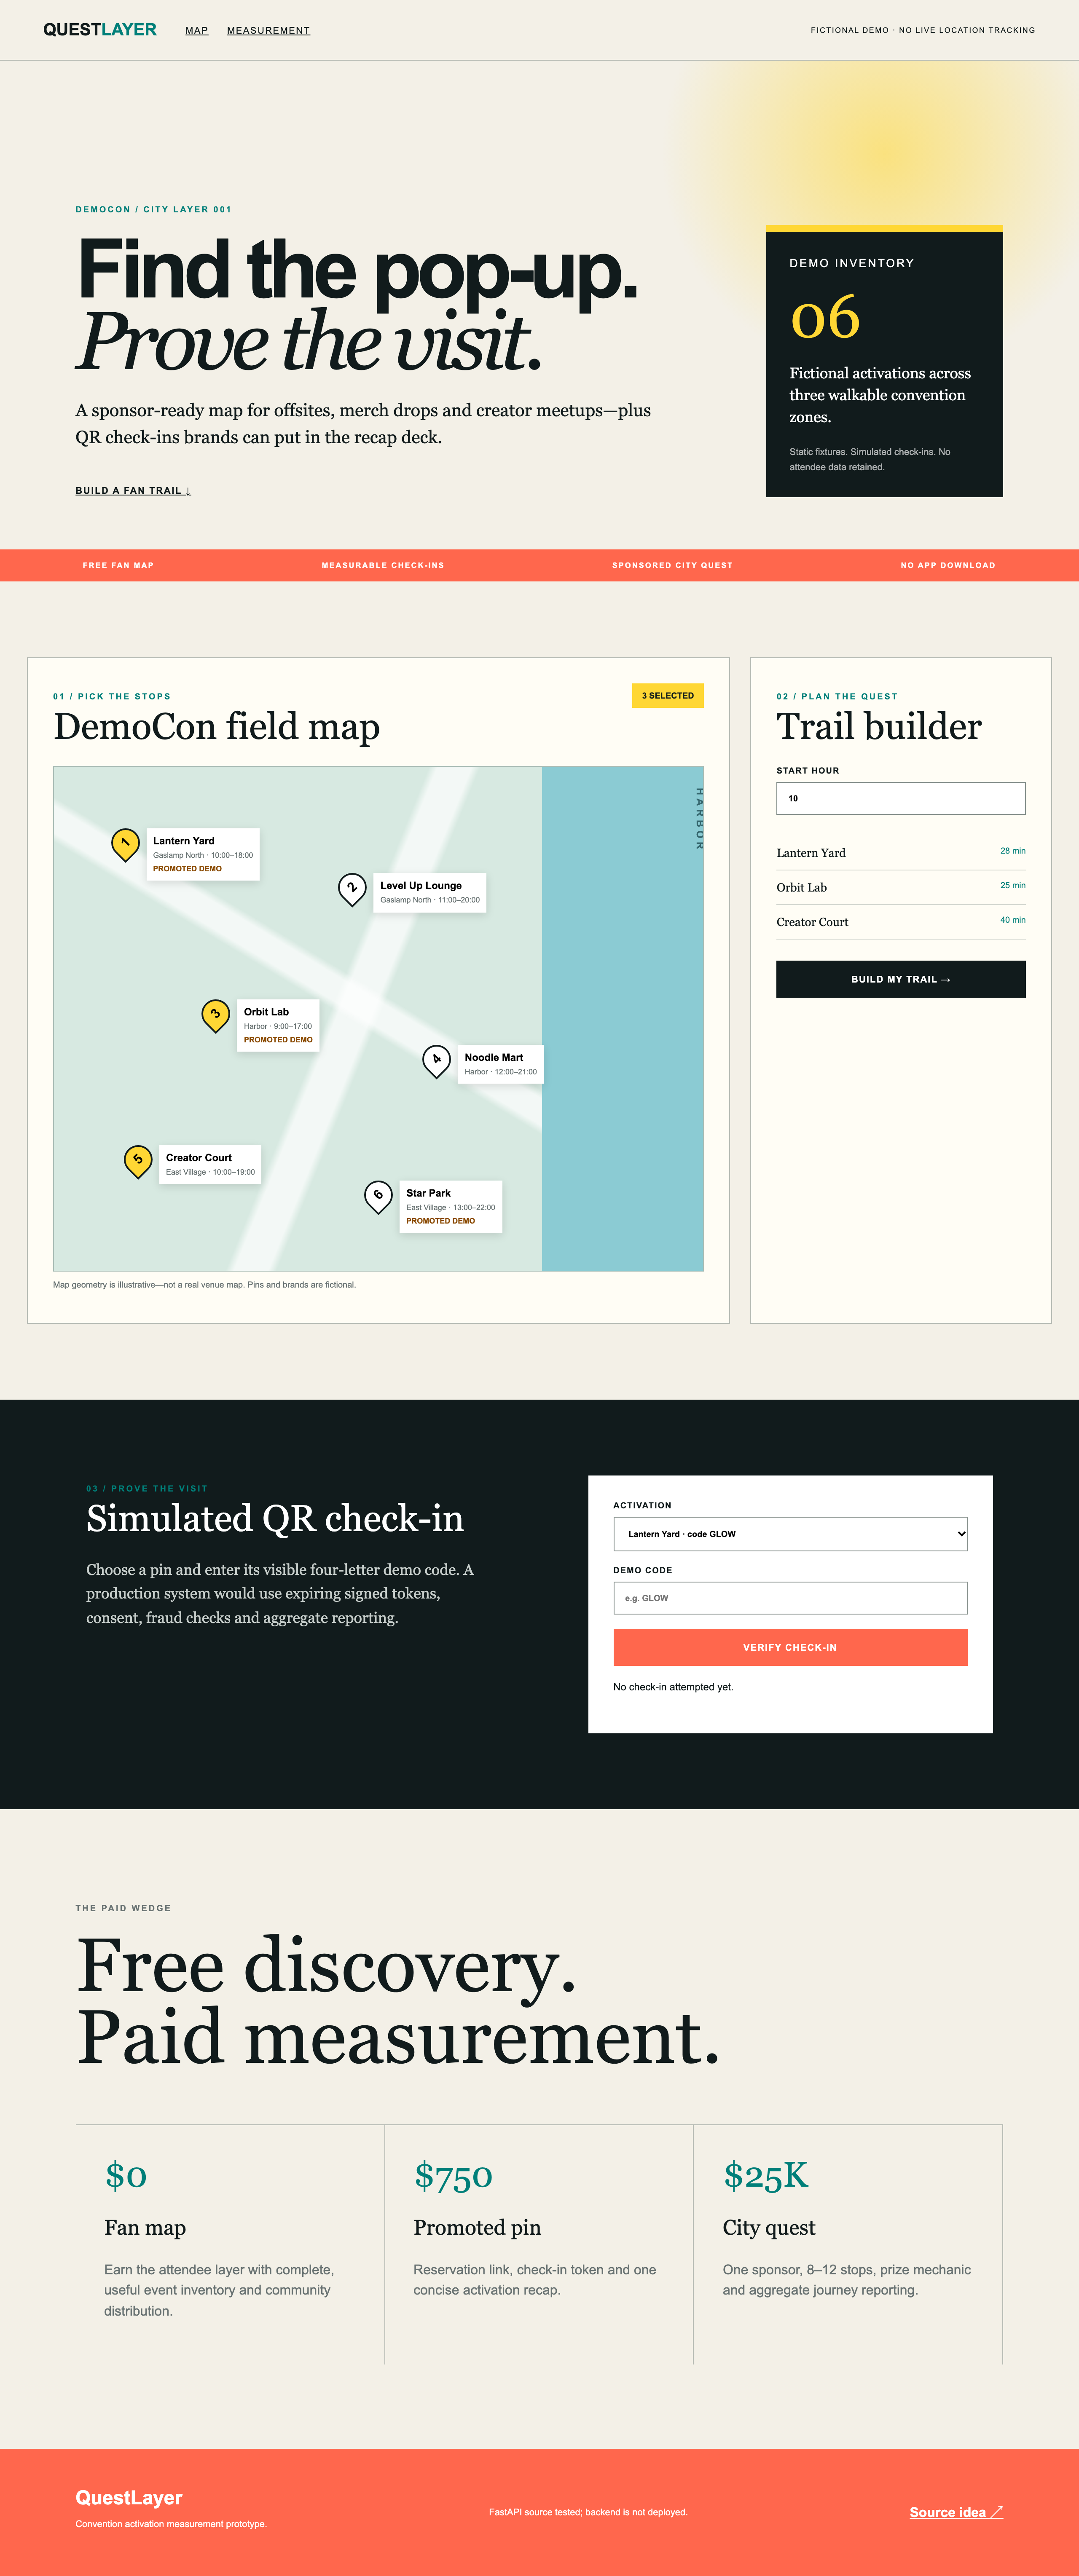 QUESTLAYER
MAP
MEASUREMENT
FICTIONAL DEMO · NO LIVE LOCATION TRACKING
DEMOCON / CITY LAYER 001
Find the pop-up.
Prove the visit.
A sponsor-ready map for offsites, merch drops and creator meetups—plus
QR check-ins brands can put in the recap deck.
BUILD A FAN TRAIL ↓
DEMO INVENTORY
06
Fictional activations across
three walkable convention
zones.
Static fixtures. Simulated check-ins. No
attendee data retained.
FREE FAN MAP
MEASURABLE CHECK-INS
SPONSORED CITY QUEST
NO APP DOWNLOAD
01 / PICK THE STOPS
DemoCon field map
3 SELECTED
HARBOR
1
Lantern Yard
Gaslamp North · 10:00–18:00
PROMOTED DEMO
2
Level Up Lounge
Gaslamp North · 11:00–20:00
3
Orbit Lab
Harbor · 9:00–17:00
PROMOTED DEMO
4
Noodle Mart
Harbor · 12:00–21:00
5
Creator Court
East Village · 10:00–19:00
6
Star Park
East Village · 13:00–22:00
PROMOTED DEMO
Map geometry is illustrative—not a real venue map. Pins and brands are fictional.
02 / PLAN THE QUEST
Trail builder
START HOUR
10
Lantern Yard 28 min
Orbit Lab 25 min
Creator Court 40 min
BUILD MY TRAIL →
03 / PROVE THE VISIT
Simulated QR check-in
Choose a pin and enter its visible four-letter demo code. A
production system would use expiring signed tokens,
consent, fraud checks and aggregate reporting.
ACTIVATION
Lantern Yard · code GLOW
DEMO CODE
e.g. GLOW
VERIFY CHECK-IN
No check-in attempted yet.
THE PAID WEDGE
Free discovery.
Paid measurement.
$0
Fan map
Earn the attendee layer with complete,
useful event inventory and community
distribution.
$750
Promoted pin
Reservation link, check-in token and one
concise activation recap.
$25K
City quest
One sponsor, 8–12 stops, prize mechanic
and aggregate journey reporting.
QuestLayer
Convention activation measurement prototype.
FastAPI source tested; backend is not deployed.
Source idea ↗